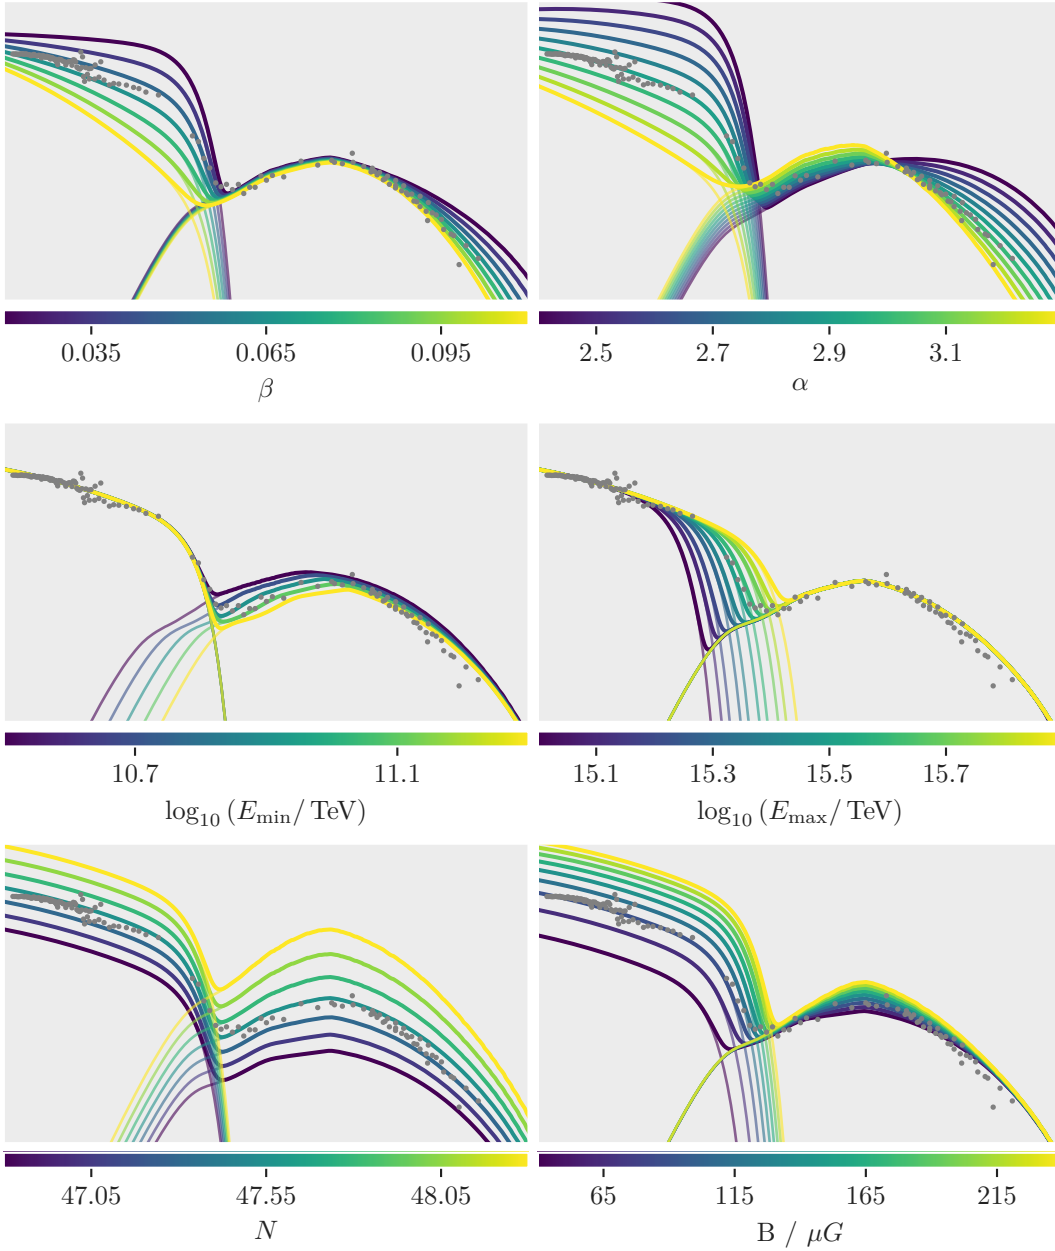 0.035 0.065 0.095
β
2.5 2.7 2.9 3.1
α
10.7 11.1
log₁₀ (E_min/ TeV)
15.1 15.3 15.5 15.7
log₁₀ (E_max/ TeV)
47.05 47.55 48.05
N
65 115 165 215
B / μG